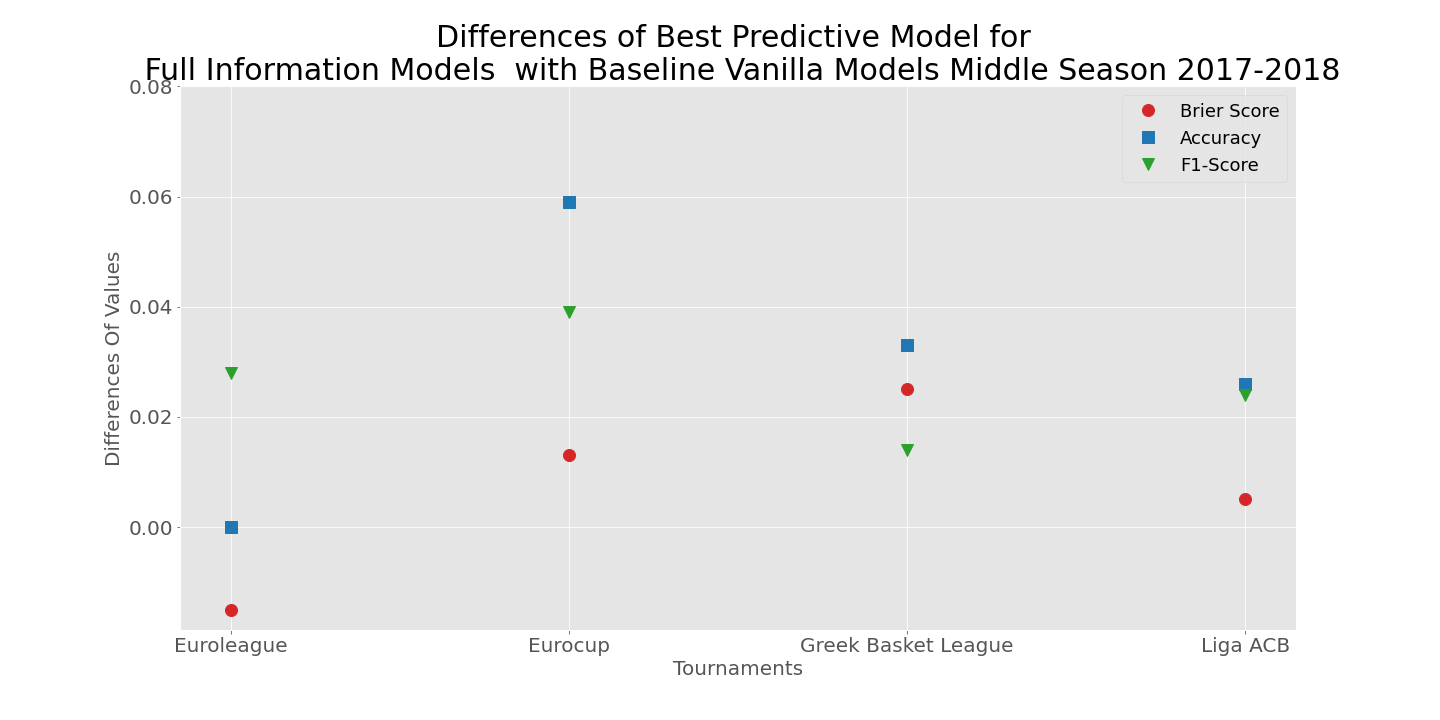 Differences of Best Predictive Model for
Full Information Models  with Baseline Vanilla Models Middle Season 2017-2018
0.08
0.06
0.04
0.02
0.00
Differences Of Values
Brier Score
Accuracy
F1-Score
Euroleague
Eurocup
Greek Basket League
Liga ACB
Tournaments